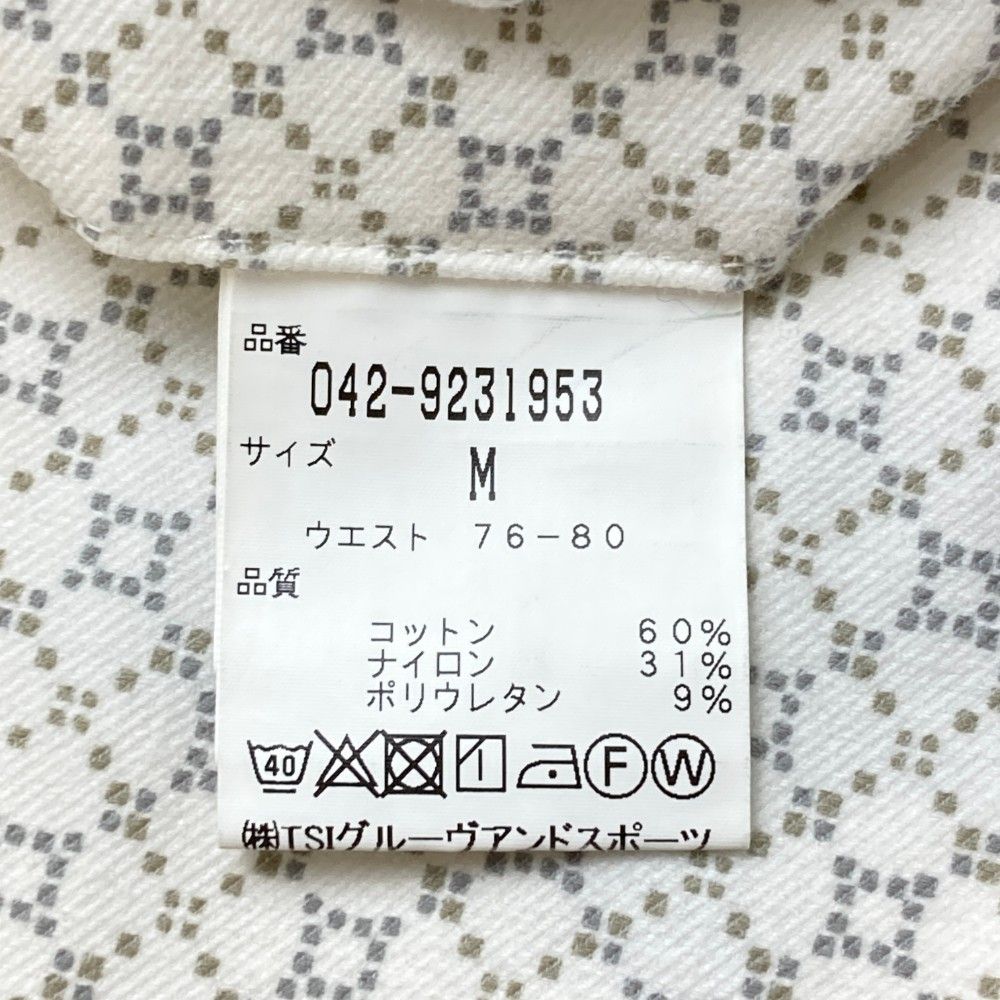 品番
042-9231953
サイズ
M
ウエスト 76-80
品質
コットン 60%
ナイロン 31%
ポリウレタン 9%
40 F W
㈱TSIグルーヴアンドスポーツ